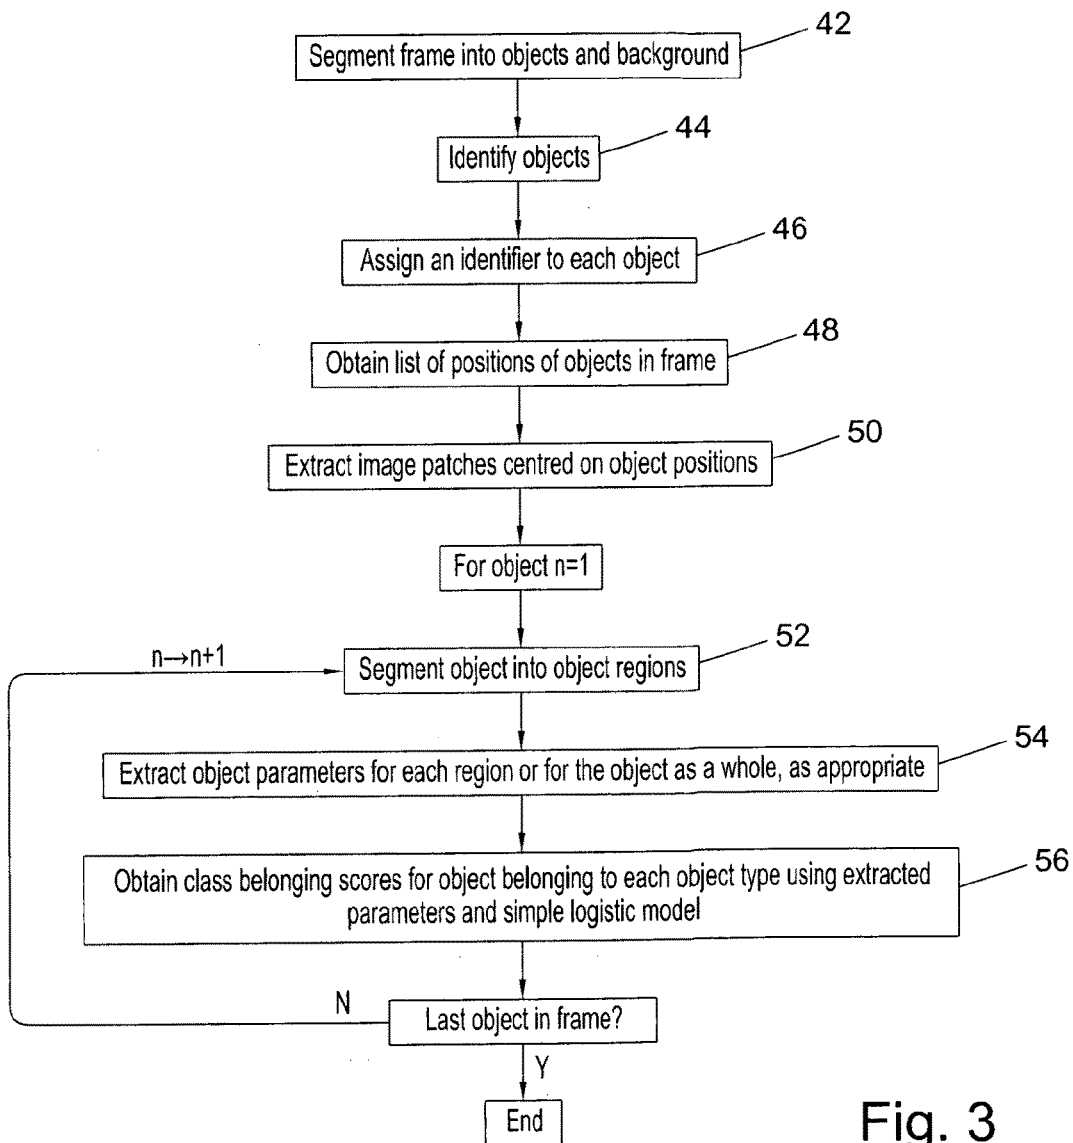 42
Segment frame into objects and background
44
Identify objects
46
Assign an identifier to each object
48
Obtain list of positions of objects in frame
50
Extract image patches centred on object positions
For object n=1
52
n→n+1
Segment object into object regions
54
Extract object parameters for each region or for the object as a whole, as appropriate
56
Obtain class belonging scores for object belonging to each object type using extracted
parameters and simple logistic model
N
Last object in frame?
Y
End
Fig. 3